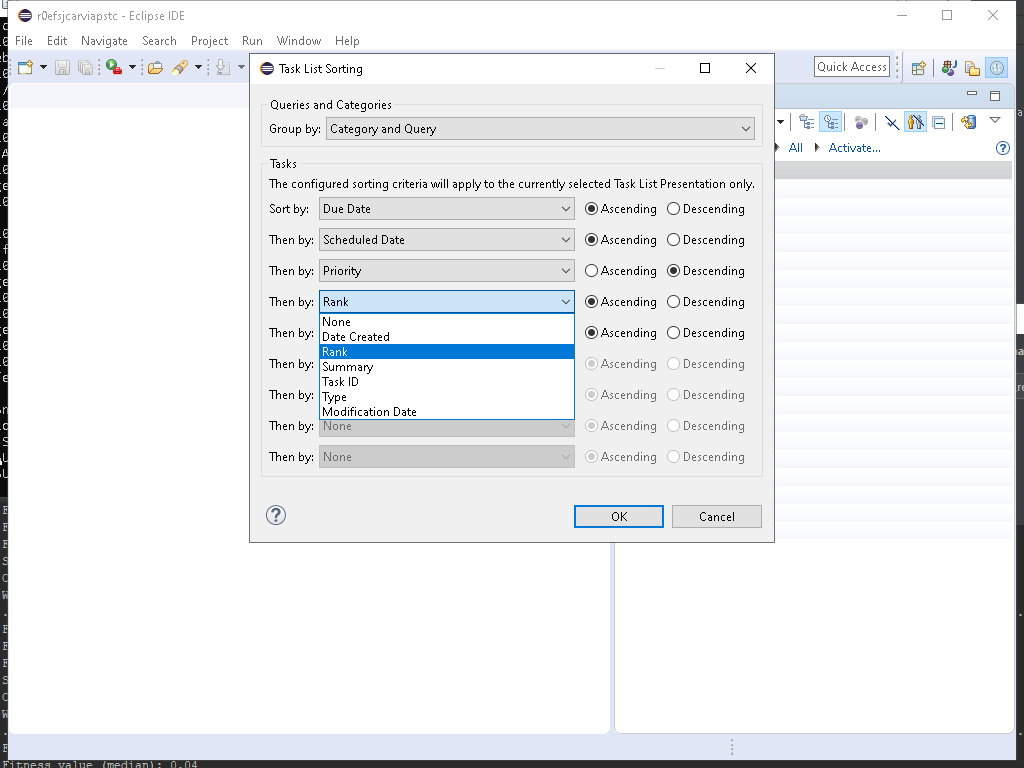 r0efsjcarviapstc - Eclipse IDE
File Edit Navigate Search Project Run Window Help
Quick Access
Task List Sorting
Queries and Categories
Group by: Category and Query
All Activate...
Tasks
The configured sorting criteria will apply to the currently selected Task List Presentation only.
Sort by: Due Date Ascending Descending
Then by: Scheduled Date Ascending Descending
Then by: Priority Ascending Descending
Then by: Rank Ascending Descending
None
Then by: Ascending Descending
Date Created
Rank
Then by: Ascending Descending
Summary
Task ID
Then by: Ascending Descending
Type
Modification Date
Then by: None Ascending Descending
Then by: None Ascending Descending
OK Cancel
Fitness value (median): 0.04